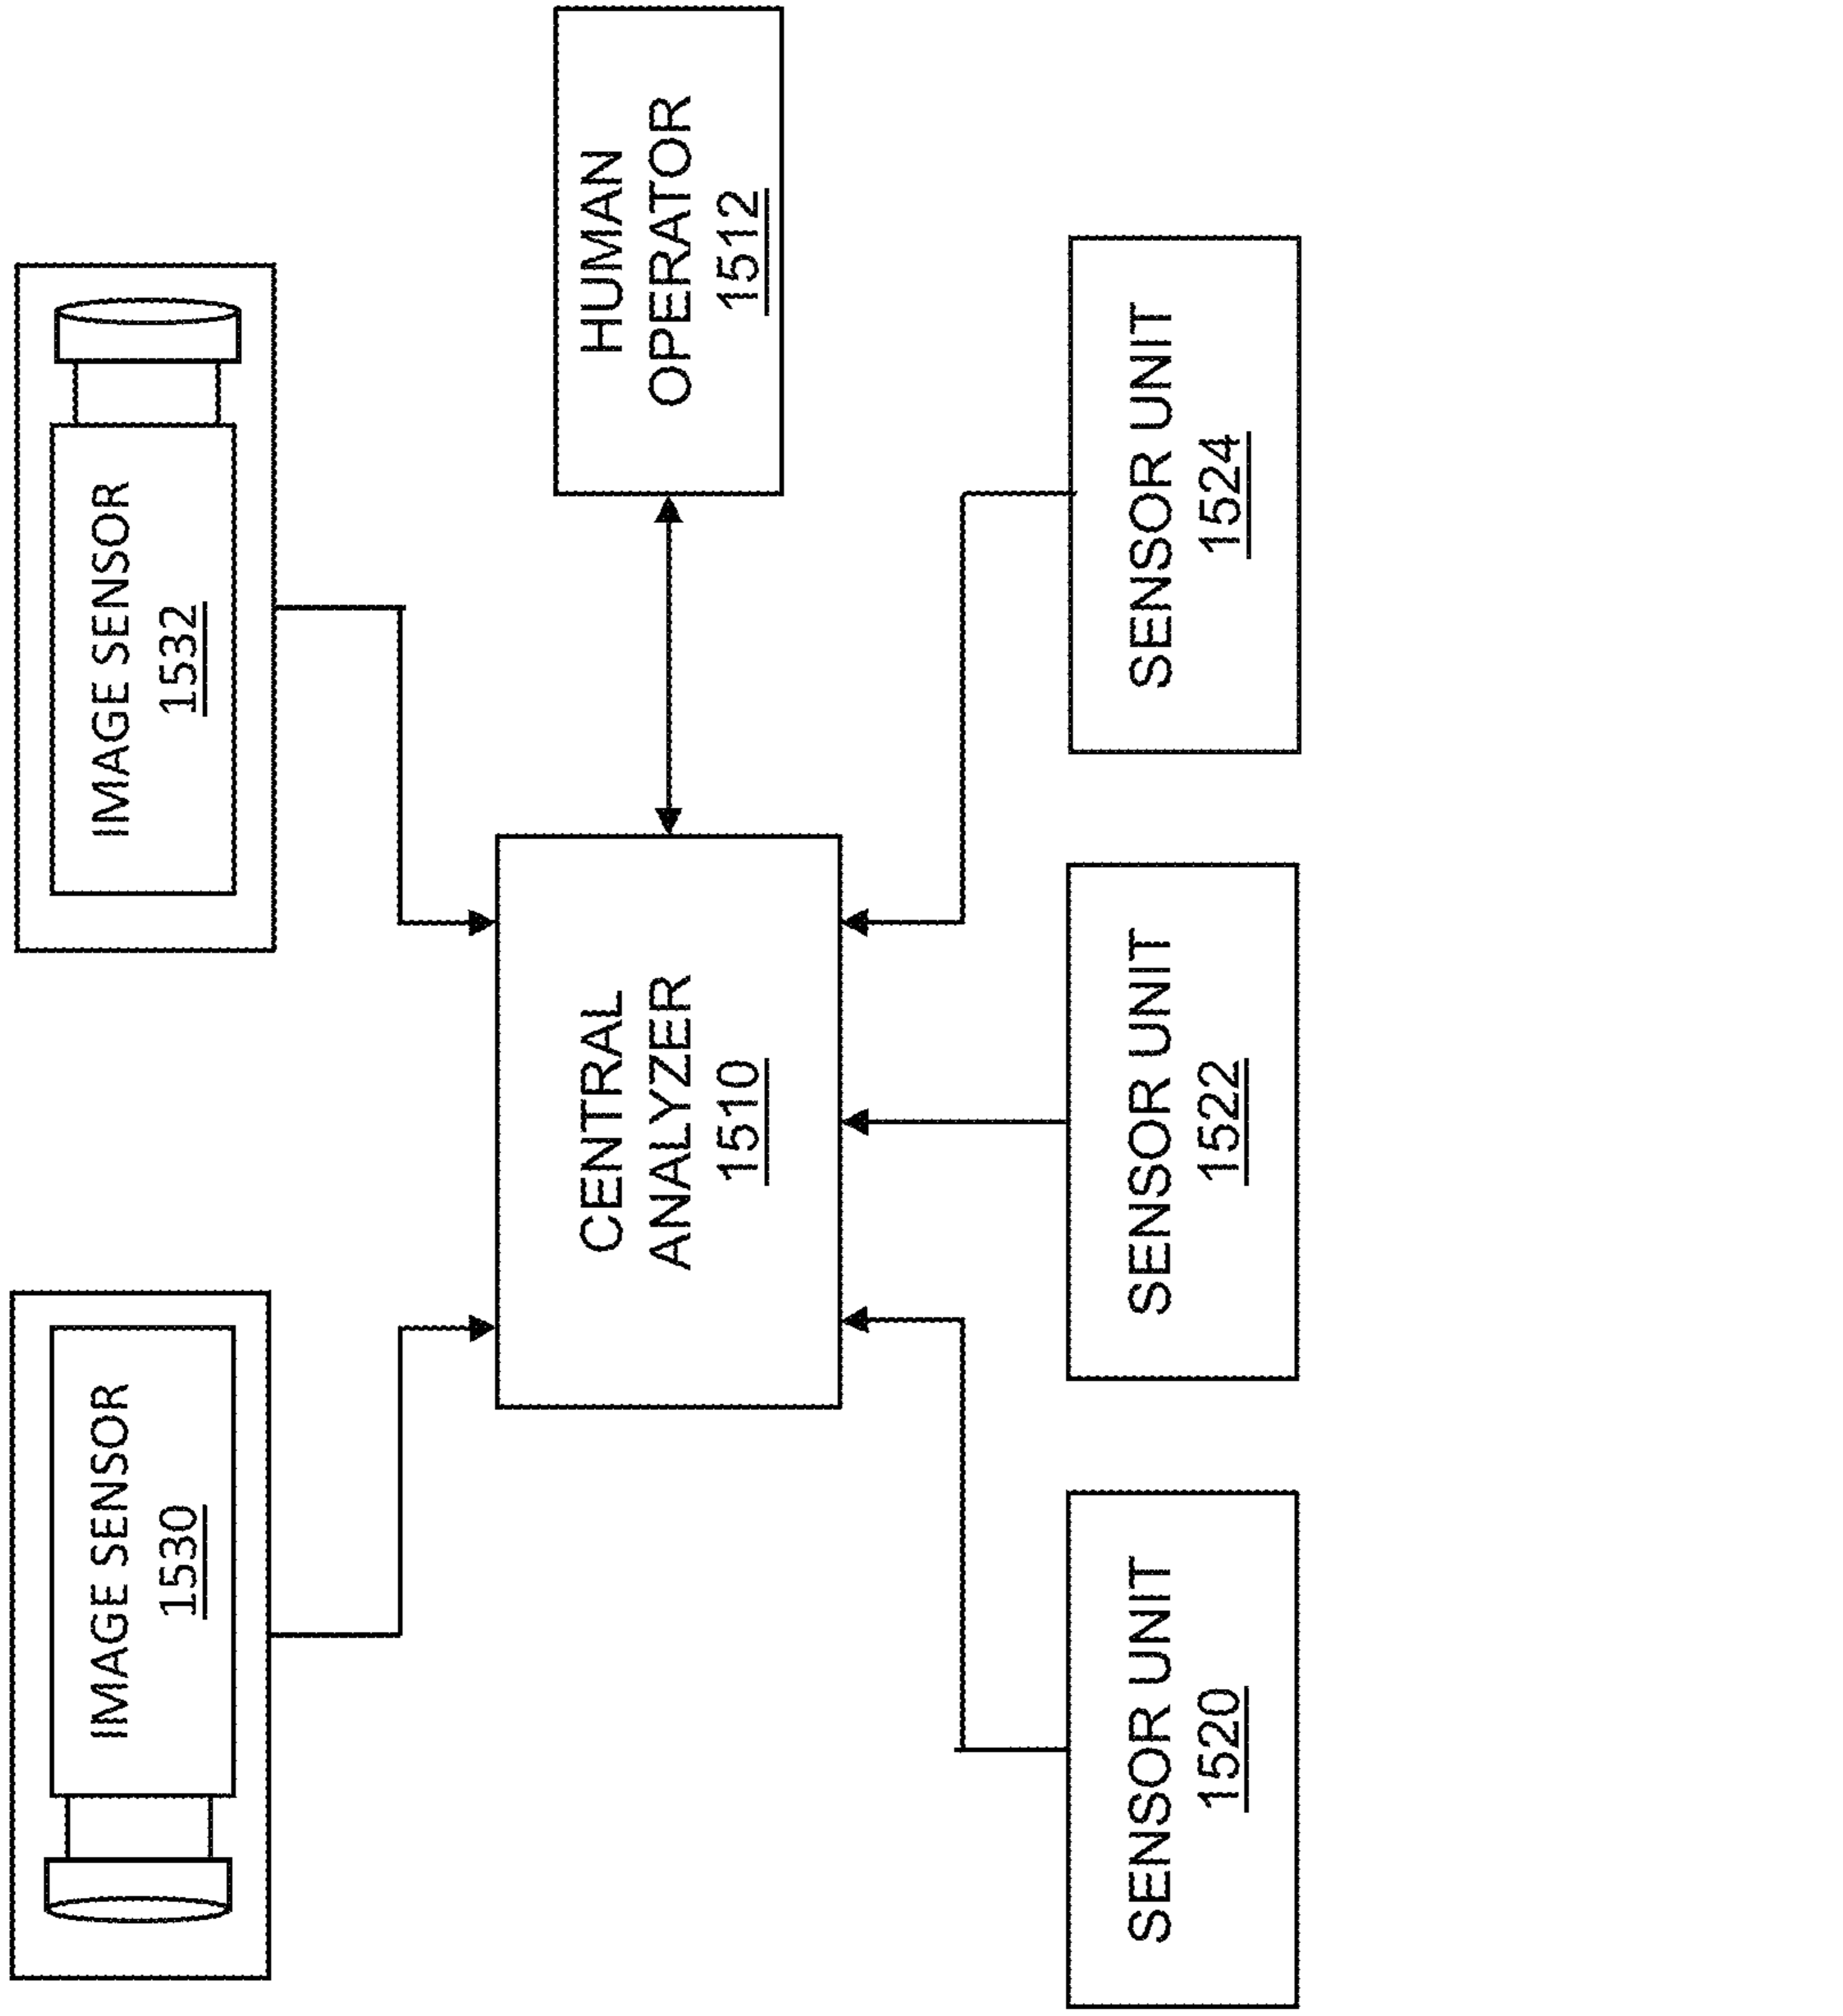 IMAGE SENSOR
1530
IMAGE SENSOR
1532
CENTRAL
ANALYZER
1510
HUMAN
OPERATOR
1512
SENSOR UNIT
1520
SENSOR UNIT
1522
SENSOR UNIT
1524